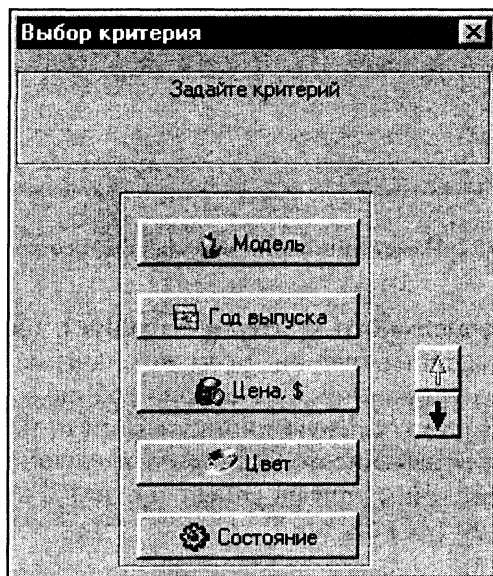 Выбор критерия
Задайте критерий
Модель
Год выпуска
Цена, $
Цвет
Состояние